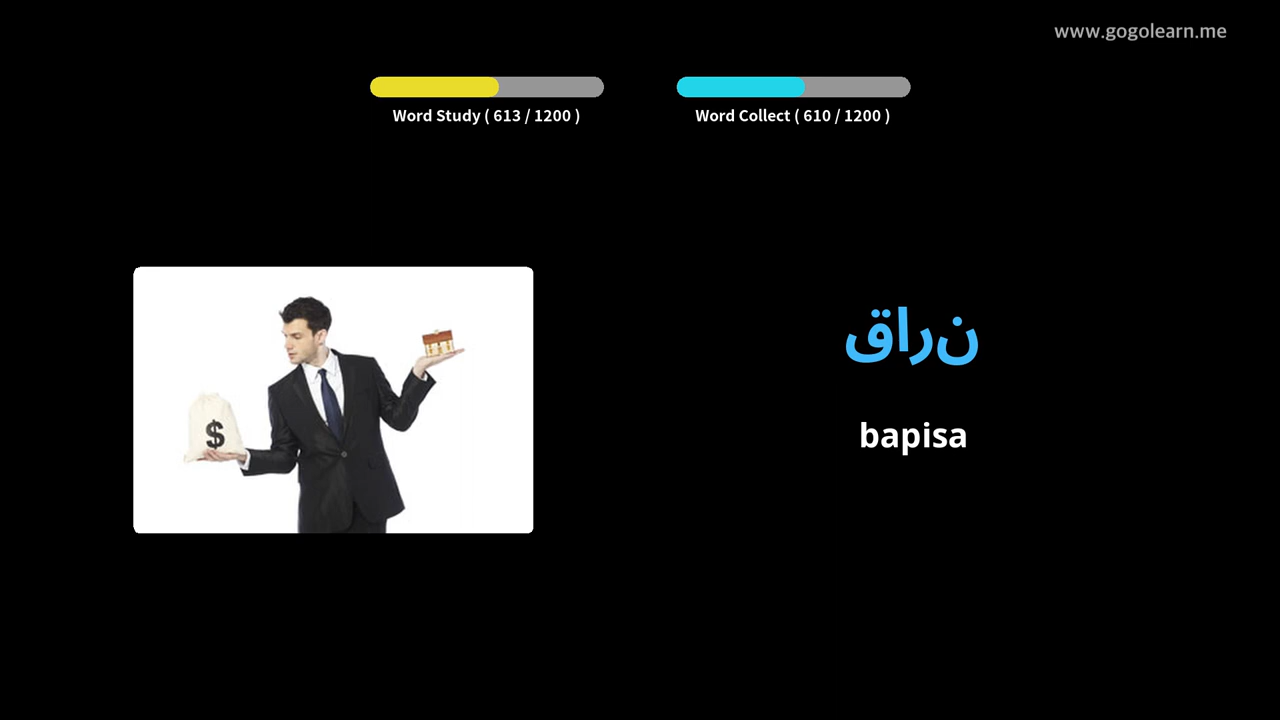 www.gogolearn.me
Word Study ( 613 / 1200 )
Word Collect ( 610 / 1200 )
نراق
bapisa
$